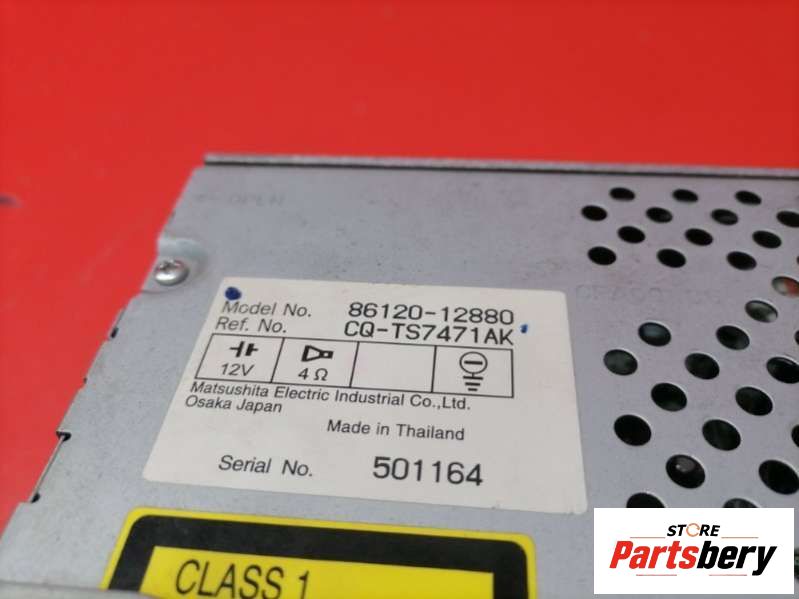 Model No. 86120-12880
Ref. No. CQ-TS7471AK
12V 4 Ω
Matsushita Electric Industrial Co.,Ltd.
Osaka Japan
Made in Thailand
Serial No. 501164
CLASS 1
STORE
Partsbery